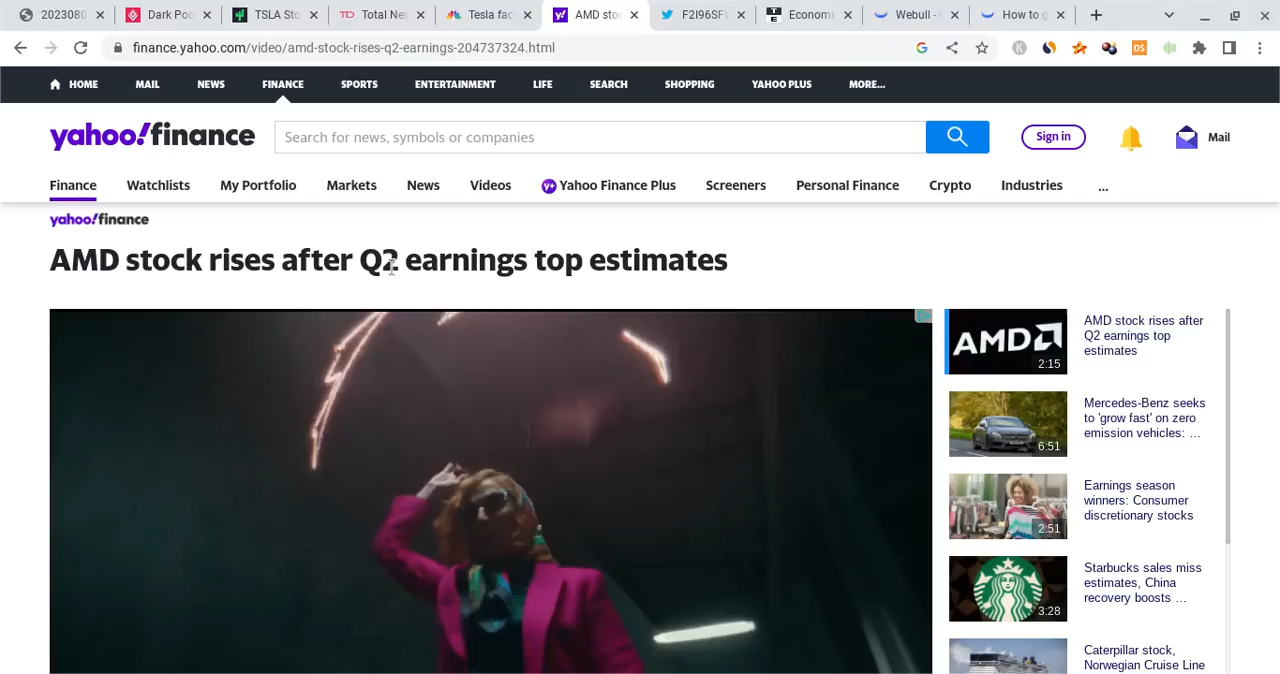 2023080
Dark Poo
TSLA Sto
Total Ne
Tesla fac
AMD sto
F2I96SF
Economi
Webull -
How to g
finance.yahoo.com/video/amd-stock-rises-q2-earnings-204737324.html
HOME MAIL NEWS FINANCE SPORTS ENTERTAINMENT LIFE SEARCH SHOPPING YAHOO PLUS MORE...
yahoo!finance
Search for news, symbols or companies
Sign in
Mail
Finance Watchlists My Portfolio Markets News Videos Yahoo Finance Plus Screeners Personal Finance Crypto Industries ...
yahoo!finance
AMD stock rises after Q2 earnings top estimates
AMD
2:15
AMD stock rises after
Q2 earnings top
estimates
6:51
Mercedes-Benz seeks
to 'grow fast' on zero
emission vehicles: ...
2:51
Earnings season
winners: Consumer
discretionary stocks
3:28
Starbucks sales miss
estimates, China
recovery boosts ...
Caterpillar stock,
Norwegian Cruise Line